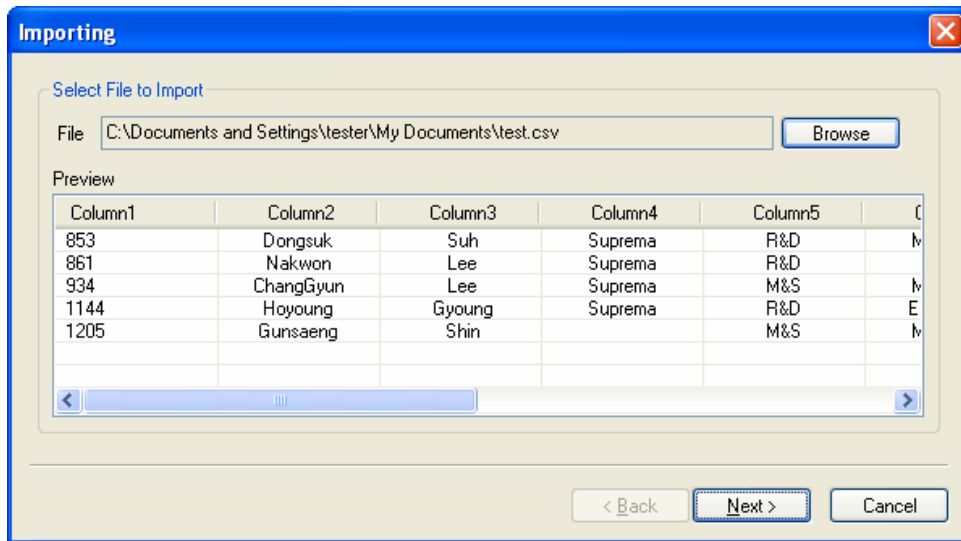 Importing
Select File to Import
File C:\Documents and Settings\tester\My Documents\test.csv Browse
Preview
Column1 Column2 Column3 Column4 Column5
853 Dongsuk Suh Suprema R&D
861 Nakwon Lee Suprema R&D
934 ChangGyun Lee Suprema M&S
1144 Hoyoung Gyoung Suprema R&D E
1205 Gunsaeng Shin M&S
< Back Next > Cancel